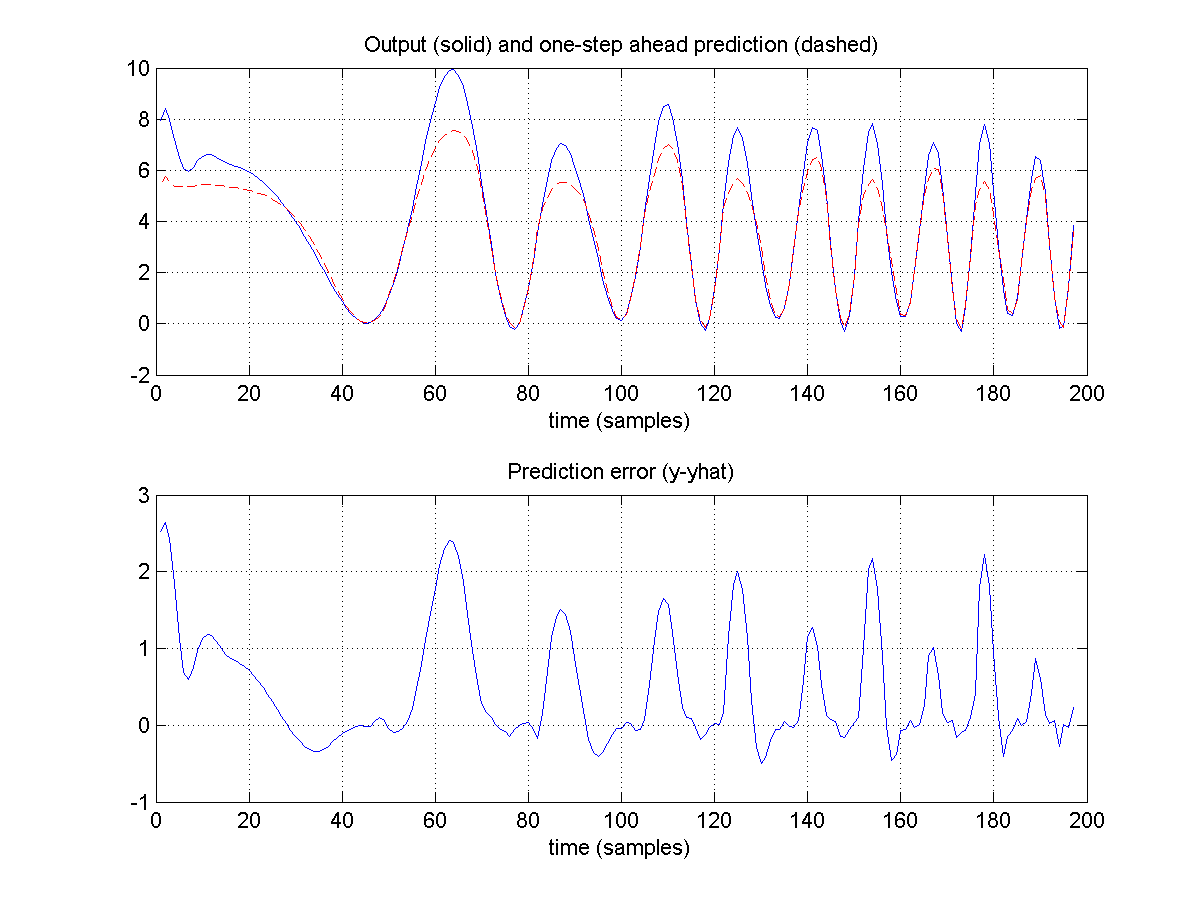 Output (solid) and one-step ahead prediction (dashed)
10
8
6
4
2
0
-2
0 20 40 60 80 100 120 140 160 180 200
time (samples)
Prediction error (y-yhat)
3
2
1
0
-1
0 20 40 60 80 100 120 140 160 180 200
time (samples)